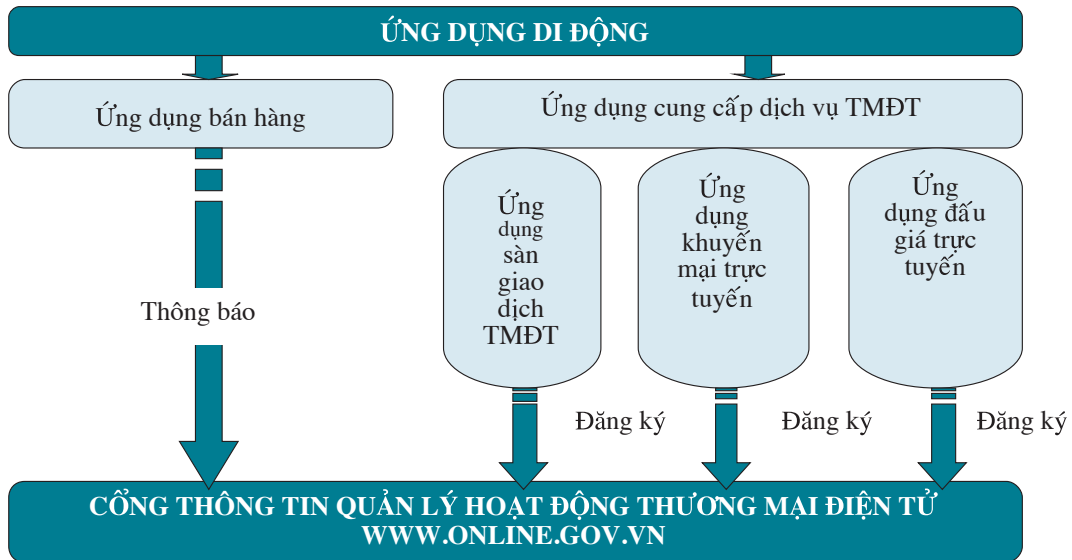 ỨNG DỤNG DI ĐỘNG
Ứng dụng bán hàng
Ứng dụng cung cấp dịch vụ TMĐT
Ứng
dụng
sàn
giao
dịch
TMĐT
Ứng
dụng
khuyến
mại trực
tuyến
Ứng
dụng đấu
giá trực
tuyến
Thông báo
Đăng ký
Đăng ký
Đăng ký
CỔNG THÔNG TIN QUẢN LÝ HOẠT ĐỘNG THƯƠNG MẠI ĐIỆN TỬ
WWW.ONLINE.GOV.VN